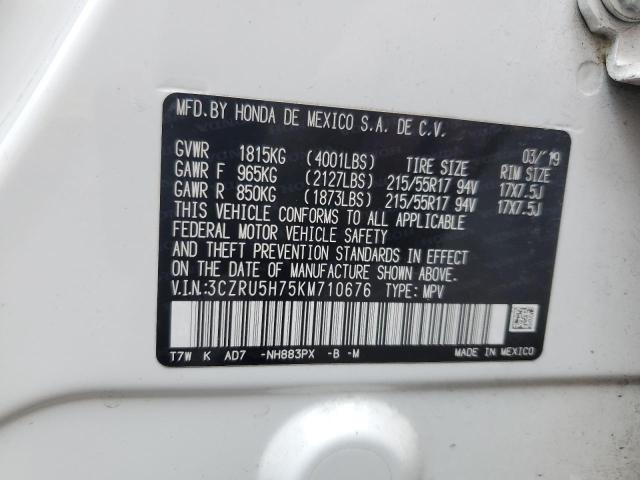 MFD.BY HONDA DE MEXICO S.A. DE C.V.
03/'19
GVWR 1815KG (4001LBS) TIRE SIZE RIM SIZE
GAWR F 965KG (2127LBS) 215/55R17 94V 17X7.5J
GAWR R 850KG (1873LBS) 215/55R17 94V 17X7.5J
THIS VEHICLE CONFORMS TO ALL APPLICABLE
FEDERAL MOTOR VEHICLE SAFETY
AND THEFT PREVENTION STANDARDS IN EFFECT
ON THE DATE OF MANUFACTURE SHOWN ABOVE.
V.I.N.:3CZRU5H75KM710676 TYPE: MPV
T7W K AD7 -NH883PX -B -M MADE IN MEXICO